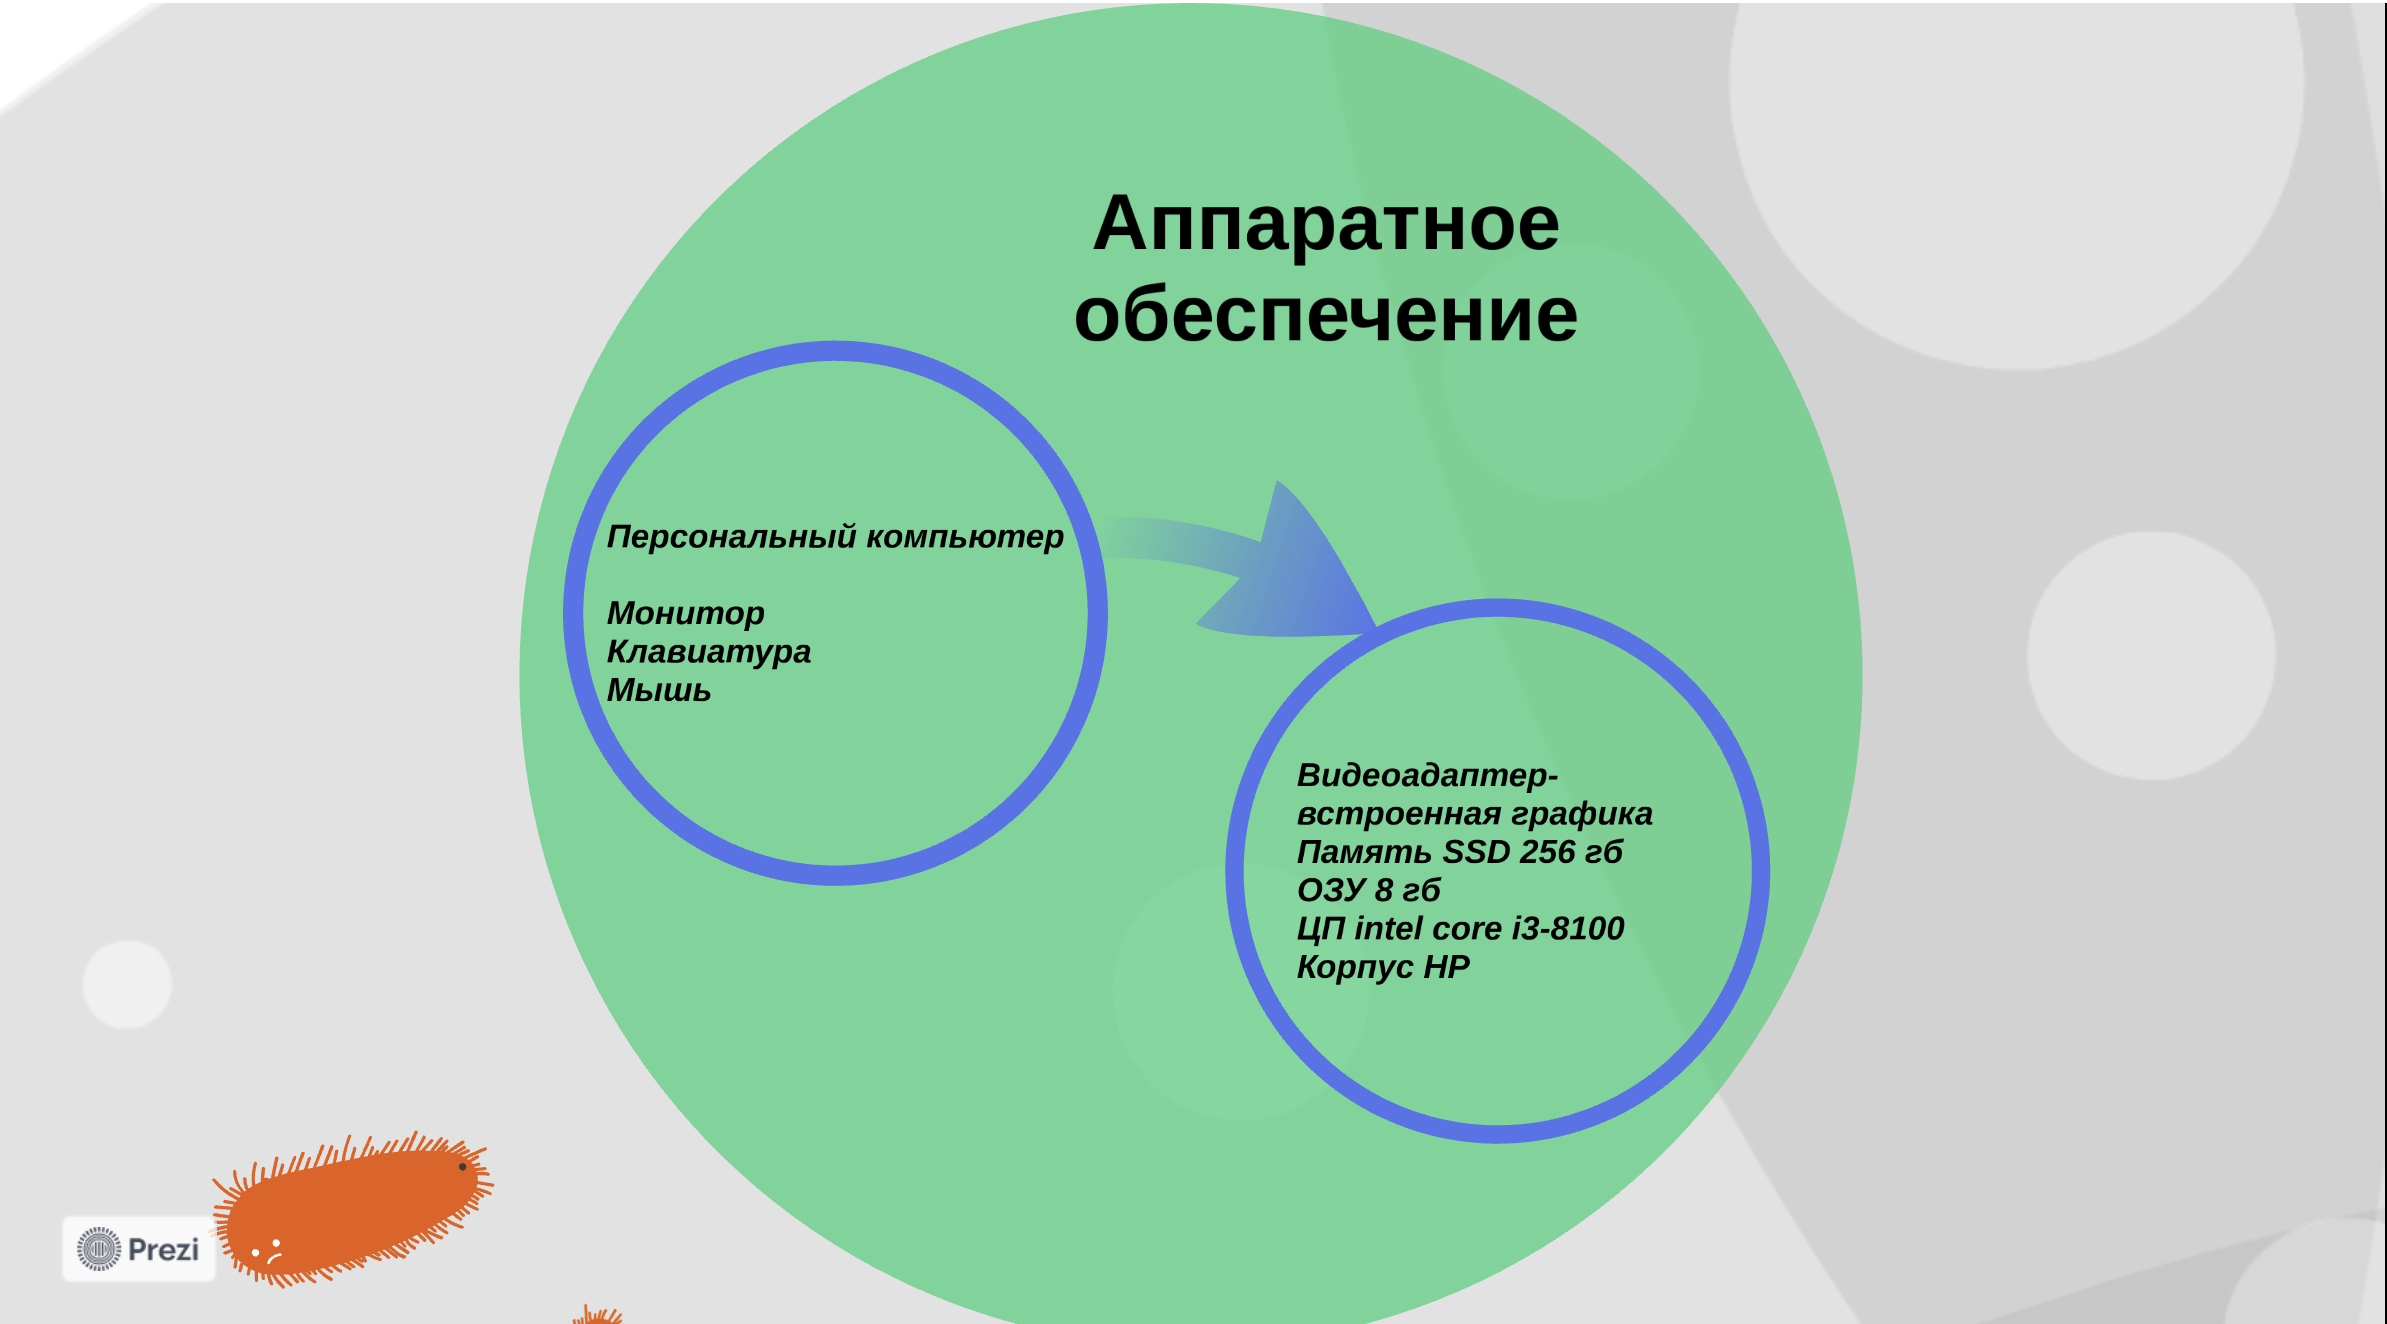 Аппаратное
обеспечение
Персональный компьютер
Монитор
Клавиатура
Мышь
Видеоадаптер-
встроенная графика
Память SSD 256 гб
ОЗУ 8 гб
ЦП intel core i3-8100
Корпус HP
Prezi